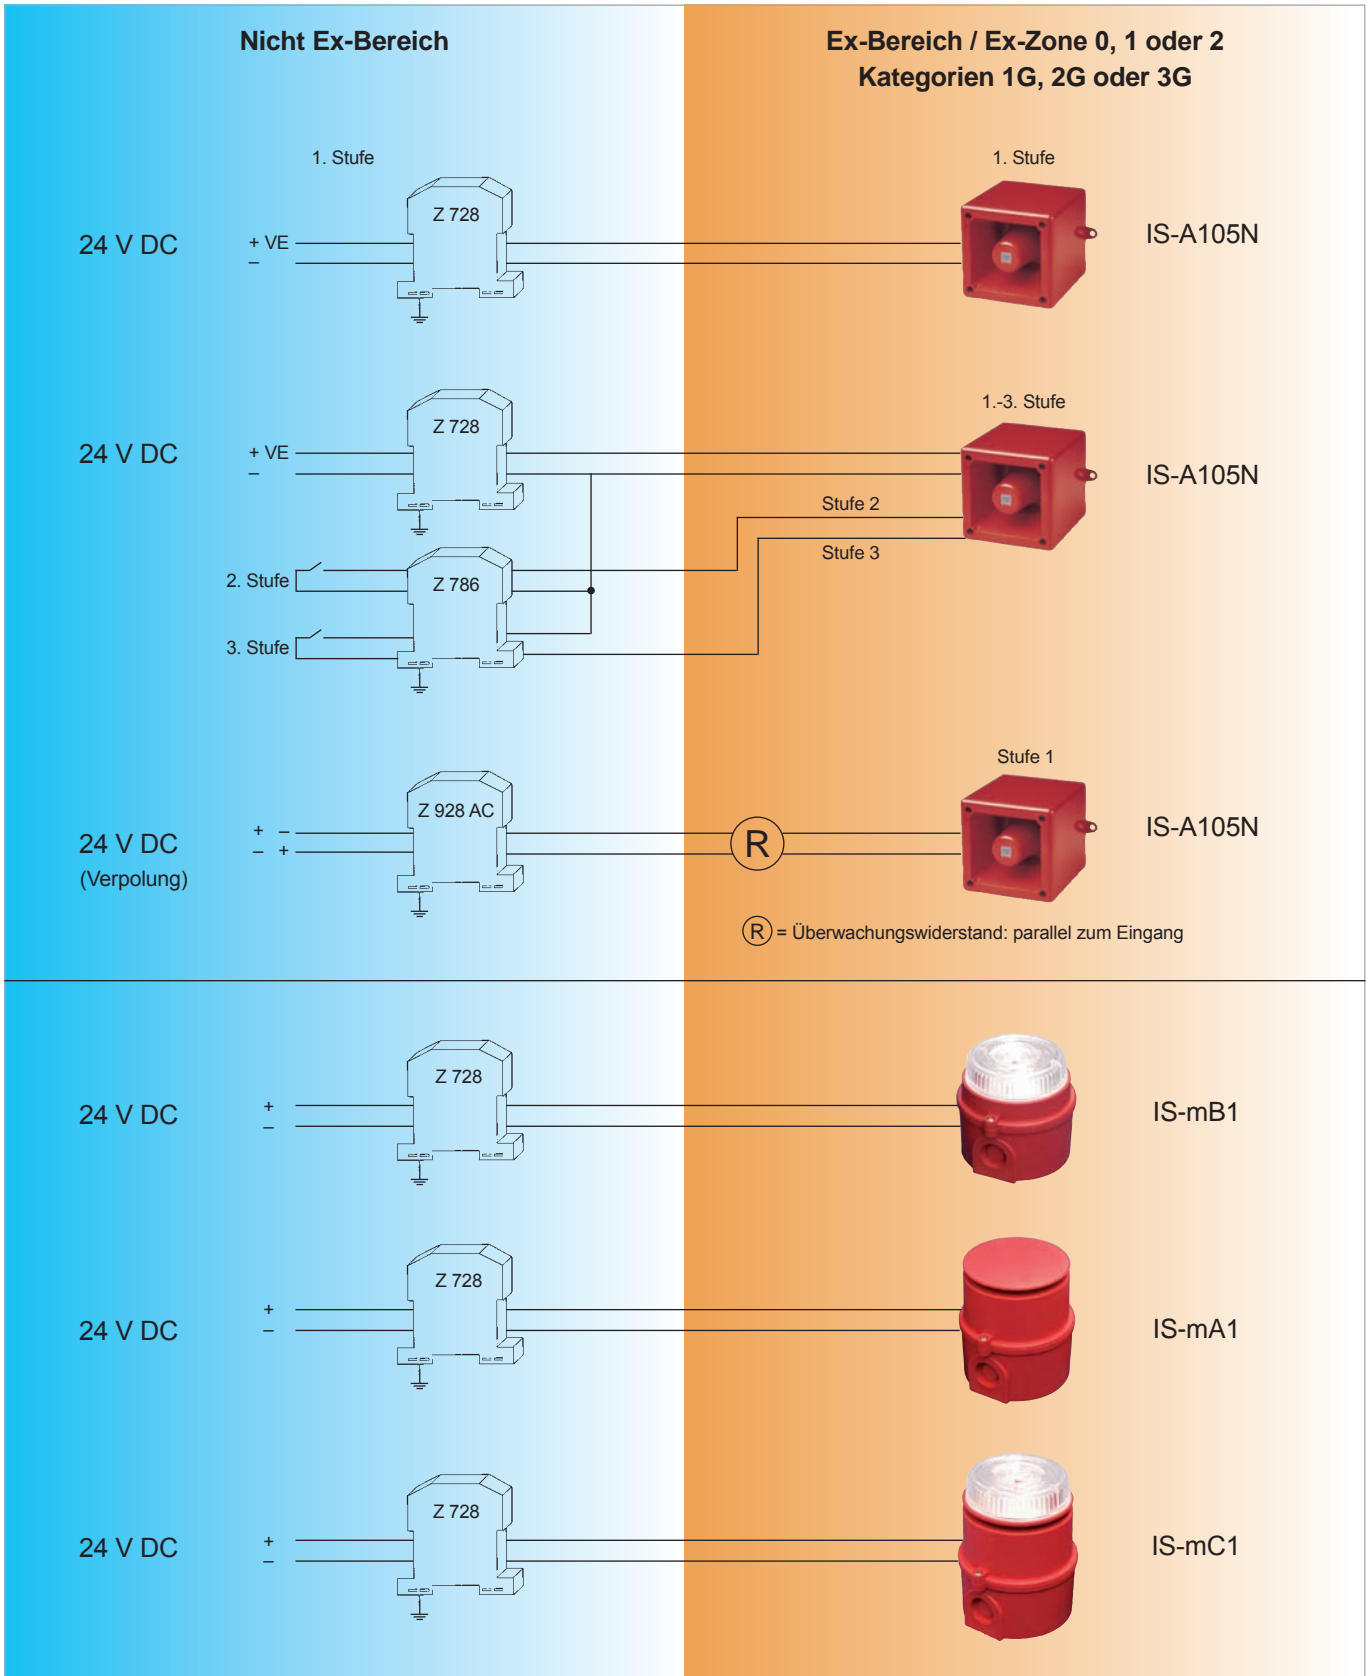 Nicht Ex-Bereich
Ex-Bereich / Ex-Zone 0, 1 oder 2
Kategorien 1G, 2G oder 3G
1. Stufe
1. Stufe
Z 728
24 V DC
+ VE
–
IS-A105N
1.-3. Stufe
Z 728
24 V DC
+ VE
–
IS-A105N
Stufe 2
Stufe 3
2. Stufe
Z 786
3. Stufe
Stufe 1
Z 928 AC
24 V DC
(Verpolung)
+ –
– +
R
IS-A105N
R = Überwachungswiderstand: parallel zum Eingang
Z 728
24 V DC
+
–
IS-mB1
Z 728
24 V DC
+
–
IS-mA1
Z 728
24 V DC
+
–
IS-mC1